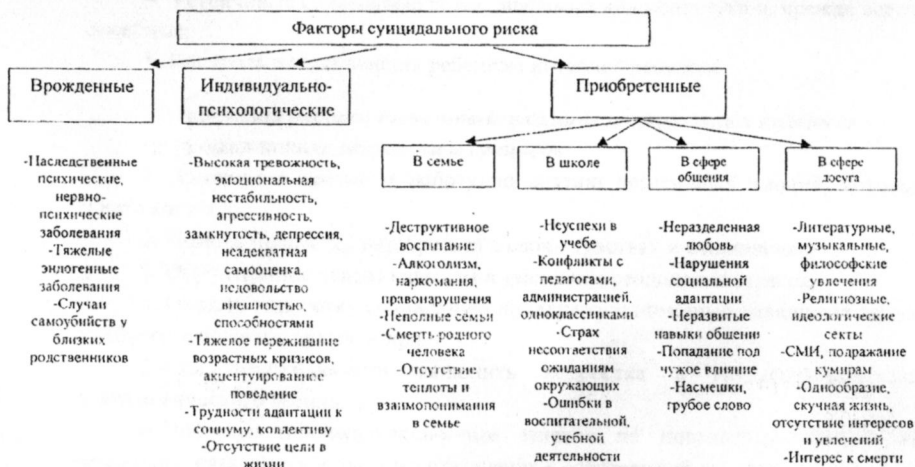 Факторы суицидального риска
Врожденные
-Наследственные
психические,
нервно-
психические
заболевания
-Тяжелые
эндогенные
заболевания
-Случаи
самоубийств у
близких
родственников
Индивидуально-
психологические
-Высокая тревожность,
эмоциональная
нестабильность,
агрессивность,
замкнутость, депрессия,
неадекватная
самооценка,
недовольство
внешностью,
способностями
-Тяжелое переживание
возрастных кризисов,
акцентуированное
поведение
-Трудности адаптации к
социуму, коллективу
-Отсутствие цели в
жизни
Приобретенные
В семье
-Деструктивное
воспитание:
-Алкоголизм,
наркомания,
правонарушения
-Неполные семьи
-Смерть родного
человека
-Отсутствие
теплоты и
взаимопонимания
в семье
В школе
-Неуспехи в
учебе
-Конфликты с
педагогами,
администрацией,
одноклассниками
-Страх
несоответствия
ожиданиям
окружающих
-Ошибки в
воспитательной,
учебной
деятельности
В сфере
общения
-Неразделенная
любовь
-Нарушения
социальной
адаптации
-Неразвитые
навыки общении
-Попадание под
чужое влияние
-Насмешки,
грубое слово
В сфере
досуга
-Литературные,
музыкальные,
философские
увлечения
-Религиозные,
идеологические
секты
-СМИ, подражание
кумирам
-Однообразие,
скучная жизнь,
отсутствие интересов
и увлечений
-Интерес к смерти